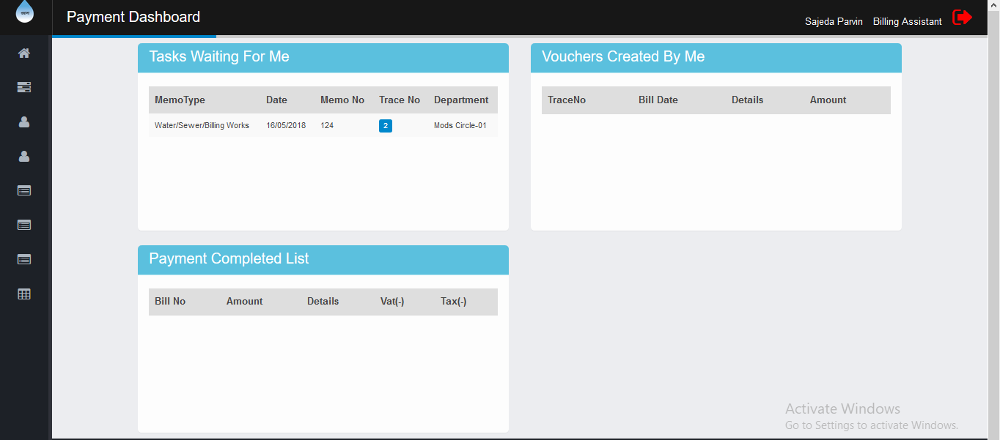 Payment Dashboard
Sajeda Parvin Billing Assistant
Tasks Waiting For Me
MemoType Date Memo No Trace No Department
Water/Sewer/Billing Works 16/05/2018 124 2 Mods Circle-01
Vouchers Created By Me
TraceNo Bill Date Details Amount
Payment Completed List
Bill No Amount Details Vat(-) Tax(-)
Activate Windows
Go to Settings to activate Windows.